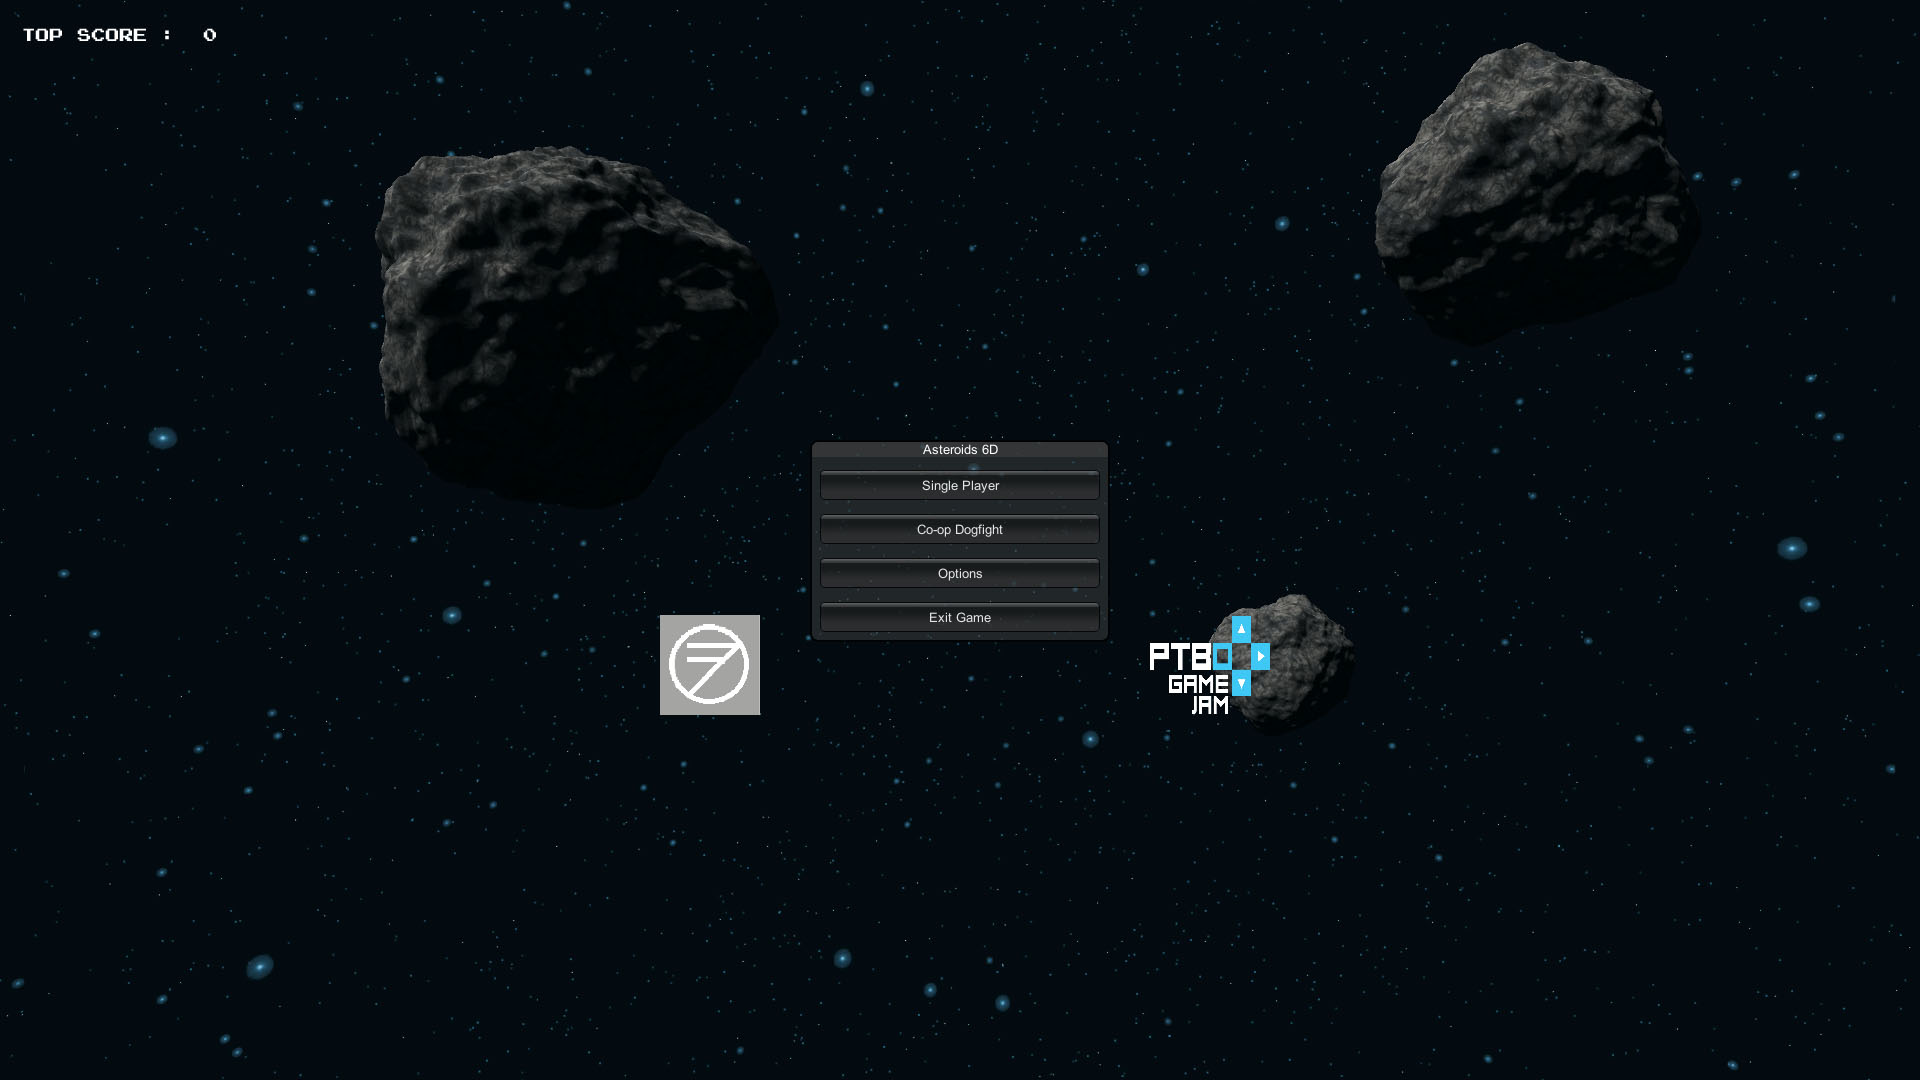 TOP SCORE : 0
Asteroids 6D
Single Player
Co-op Dogfight
Options
Exit Game
PTBO
GAME
JAM